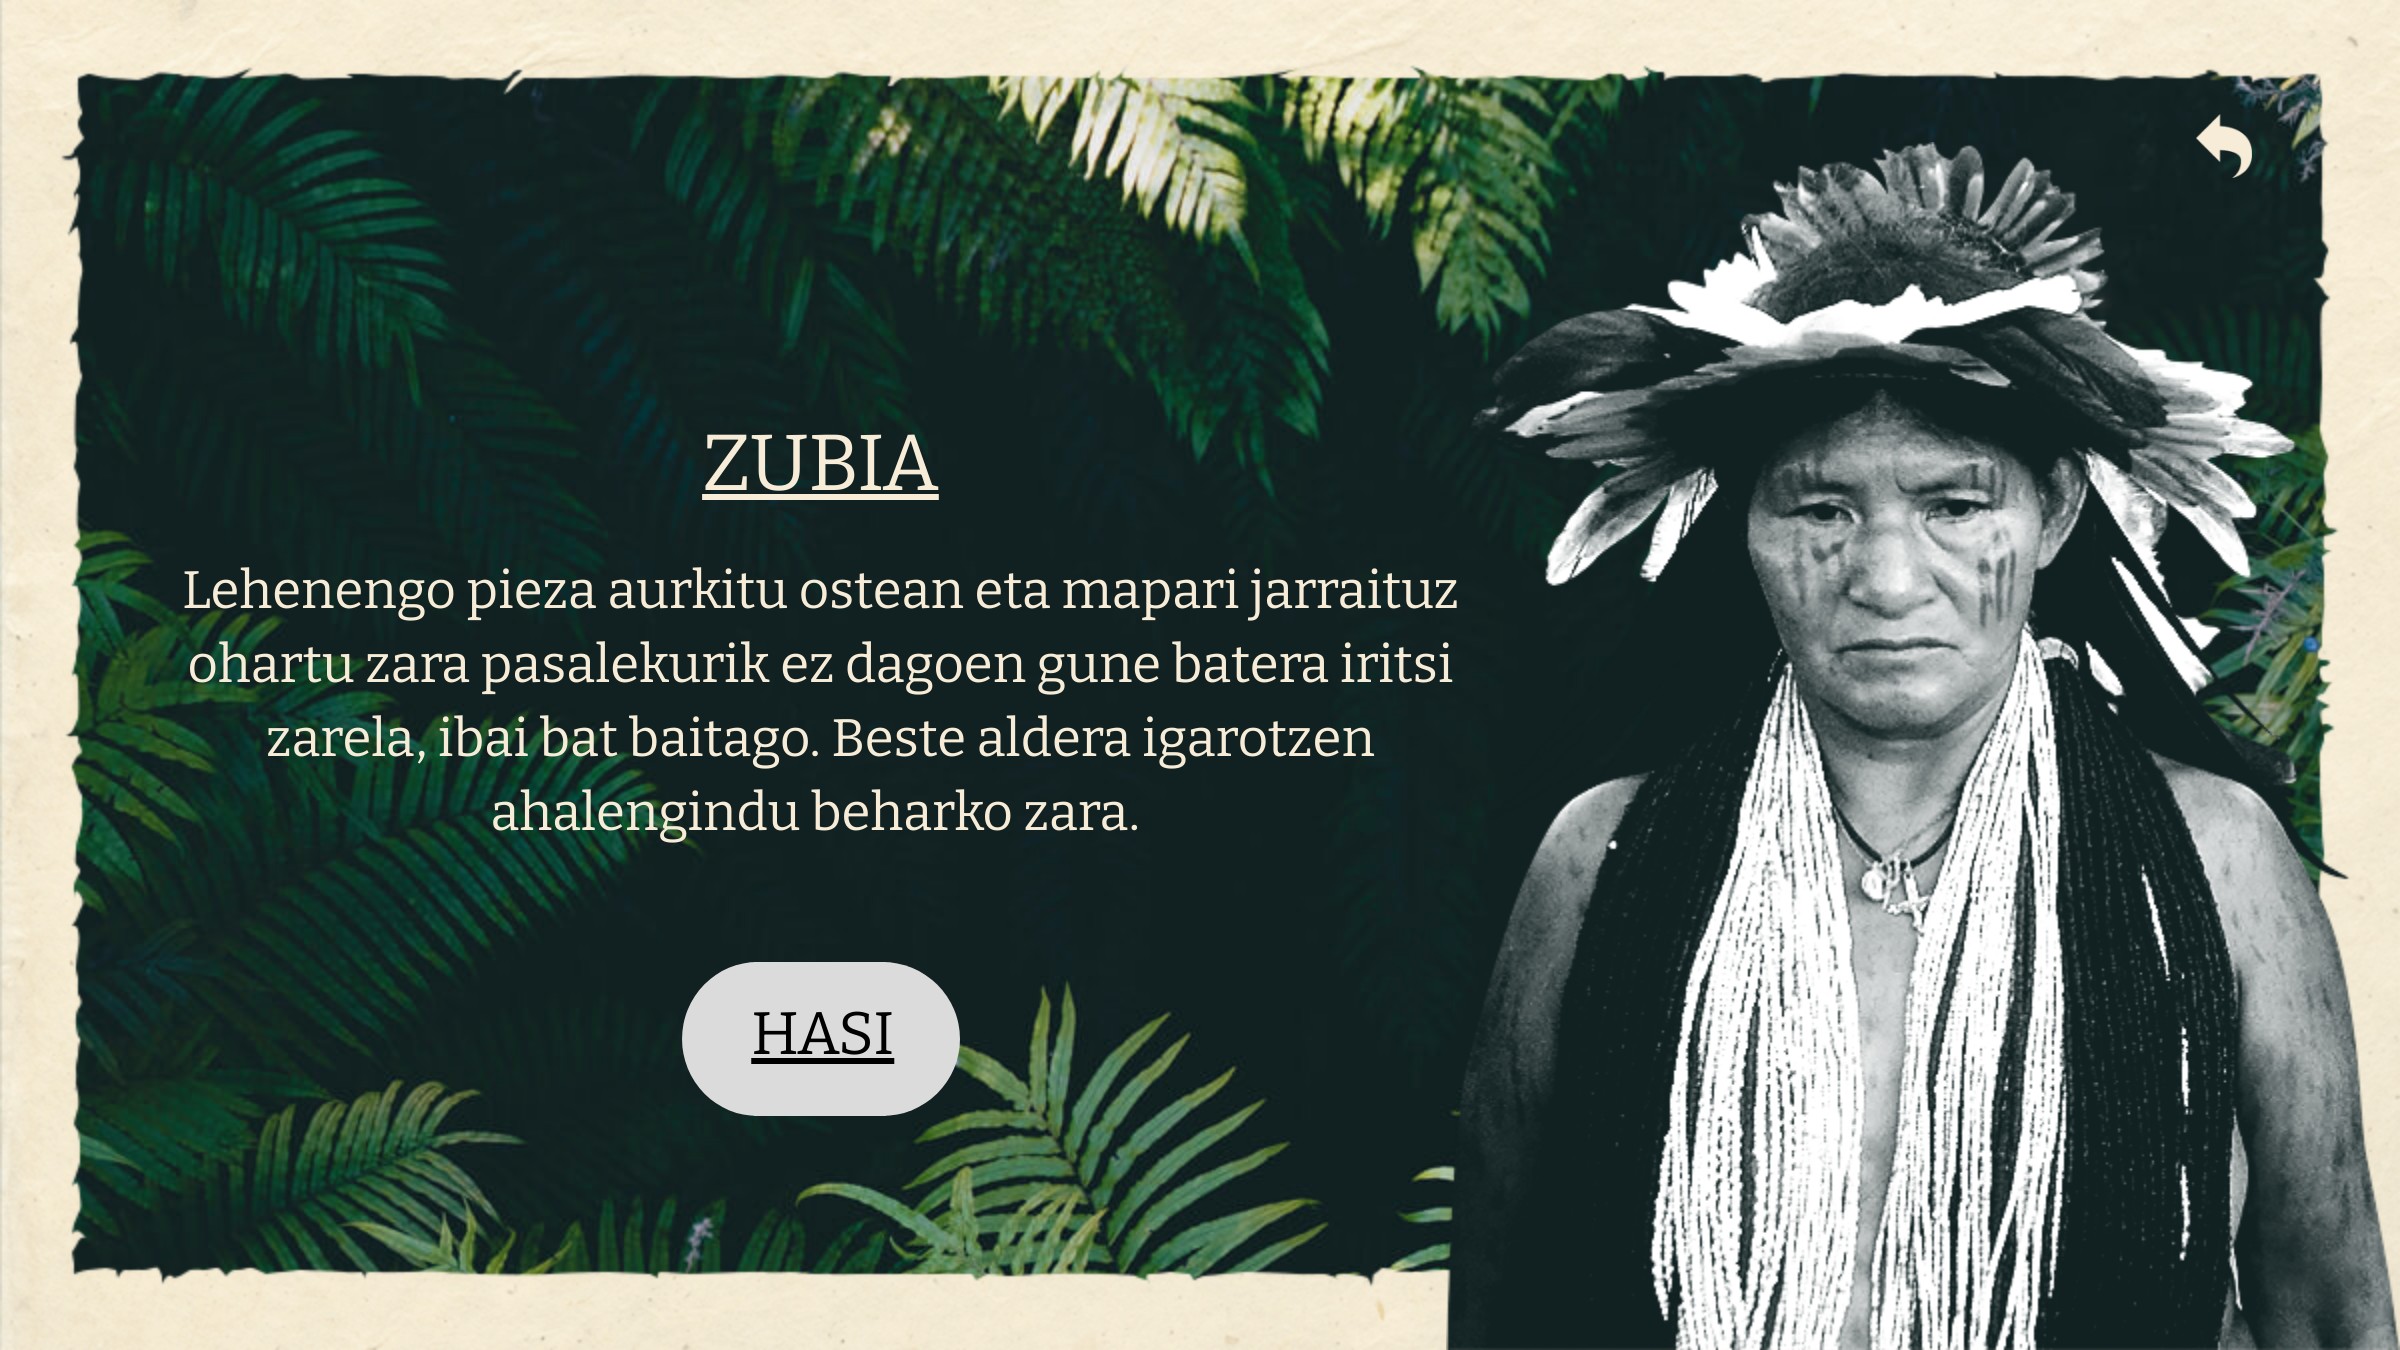 ZUBIA
Lehenengo pieza aurkitu ostean eta mapari jarraituz
ohartu zara pasalekurik ez dagoen gune batera iritsi
zarela, ibai bat baitago. Beste aldera igarotzen
ahalengindu beharko zara.
HASI